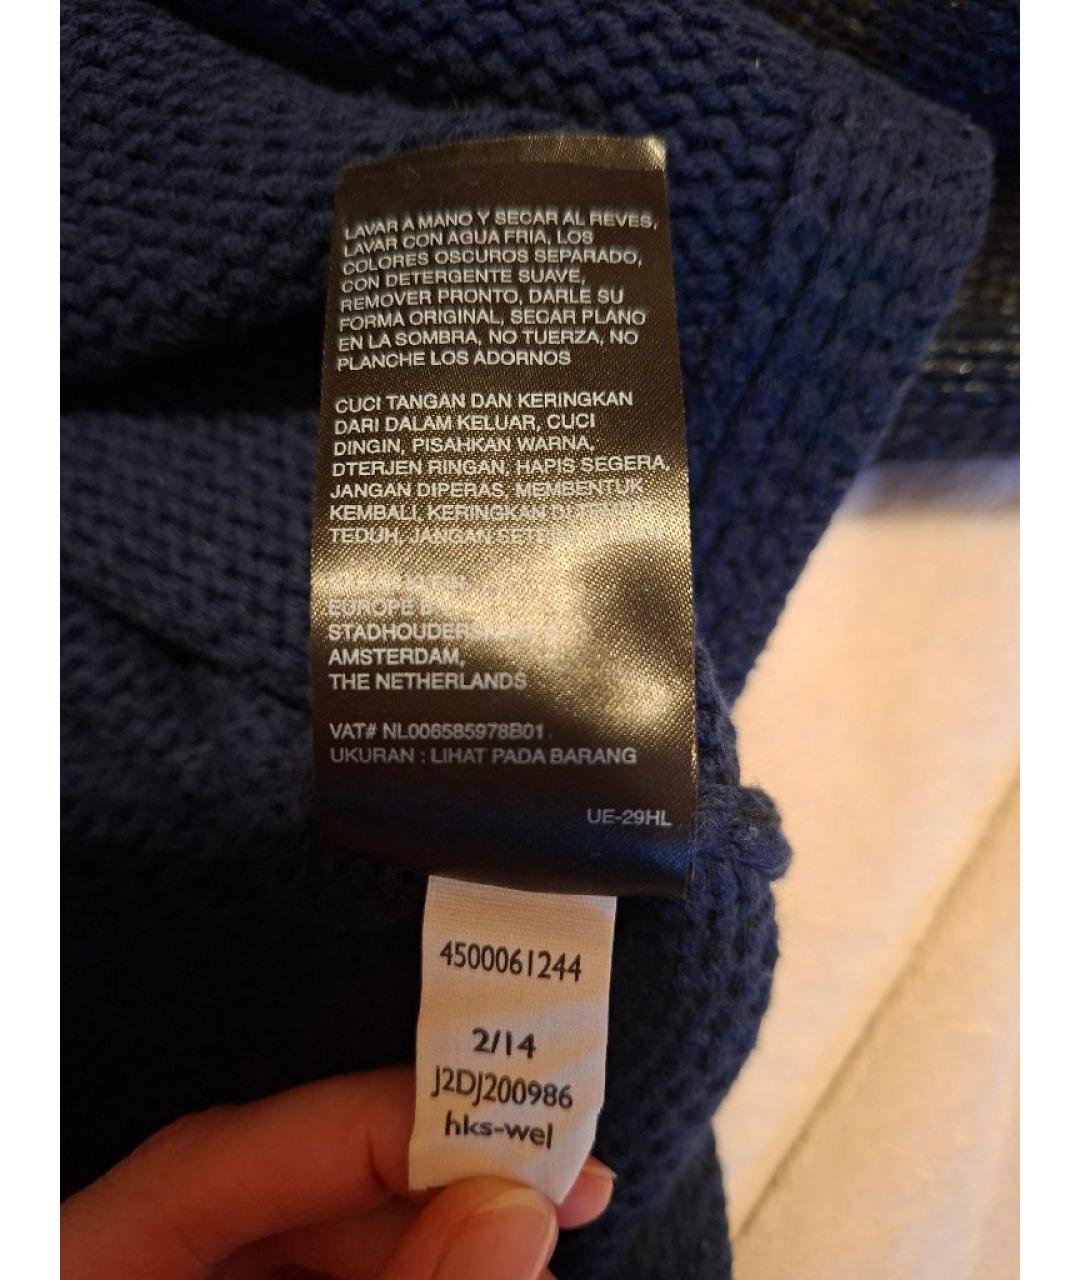 LAVAR A MANO Y SECAR AL REVES,
LAVAR CON AGUA FRIA, LOS
COLORES OSCUROS SEPARADO,
CON DETERGENTE SUAVE,
REMOVER PRONTO, DARLE SU
FORMA ORIGINAL, SECAR PLANO
EN LA SOMBRA, NO TUERZA, NO
PLANCHE LOS ADORNOS
CUCI TANGAN DAN KERINGKAN
DARI DALAM KELUAR, CUCI
DINGIN, PISAHKAN WARNA,
DTERJEN RINGAN, HAPIS SEGERA,
JANGAN DIPERAS, MEMBENTUK
KEMBALI, KERINGKAN DI TEMPAT
TEDUH, JANGAN
EUROPE
AMSTERDAM,
THE NETHERLANDS
VAT# NL006585978B01
UKURAN : LIHAT PADA BARANG
UE-29HL
4500061244
2/14
J2DJ200986
hks-wel